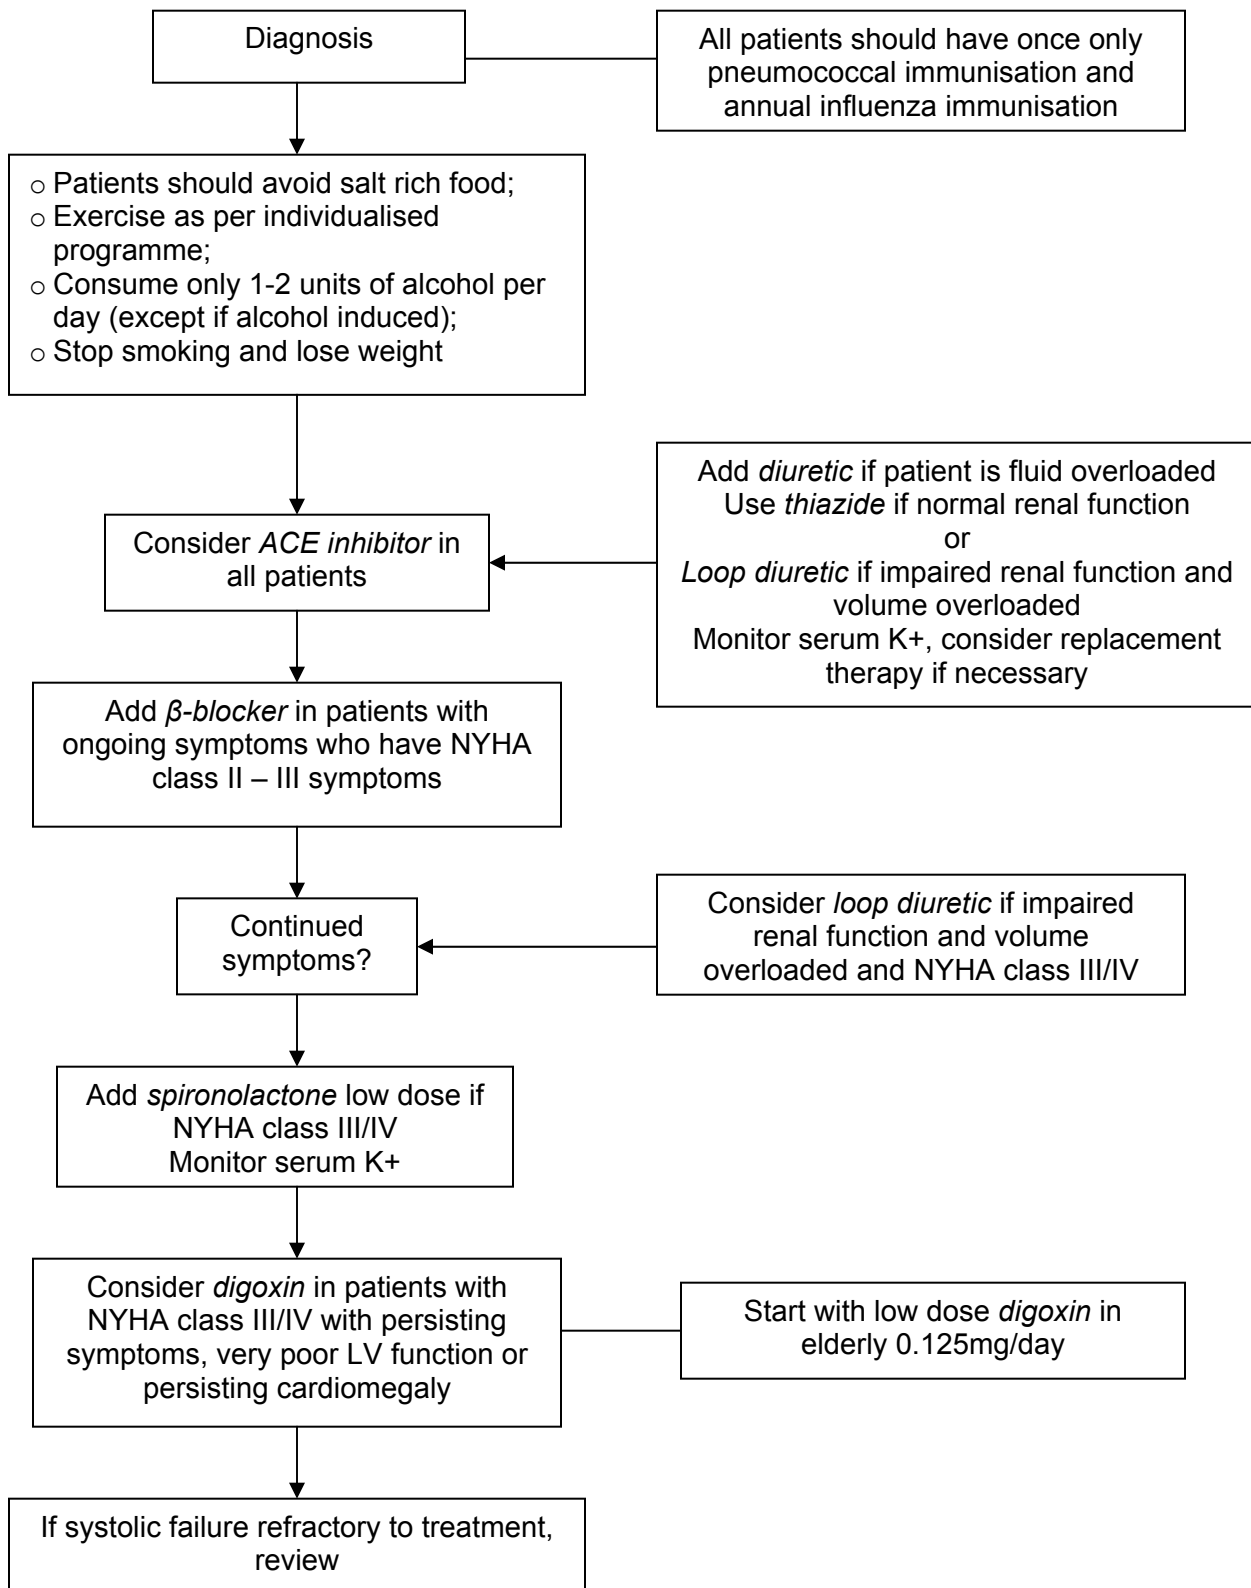 Diagnosis
All patients should have once only
pneumococcal immunisation and
annual influenza immunisation
○ Patients should avoid salt rich food;
○ Exercise as per individualised
programme;
○ Consume only 1-2 units of alcohol per
day (except if alcohol induced);
○ Stop smoking and lose weight
Add diuretic if patient is fluid overloaded
Use thiazide if normal renal function
or
Loop diuretic if impaired renal function and
volume overloaded
Monitor serum K+, consider replacement
therapy if necessary
Consider ACE inhibitor in
all patients
Add β-blocker in patients with
ongoing symptoms who have NYHA
class II – III symptoms
Continued
symptoms?
Consider loop diuretic if impaired
renal function and volume
overloaded and NYHA class III/IV
Add spironolactone low dose if
NYHA class III/IV
Monitor serum K+
Consider digoxin in patients with
NYHA class III/IV with persisting
symptoms, very poor LV function or
persisting cardiomegaly
Start with low dose digoxin in
elderly 0.125mg/day
If systolic failure refractory to treatment,
review